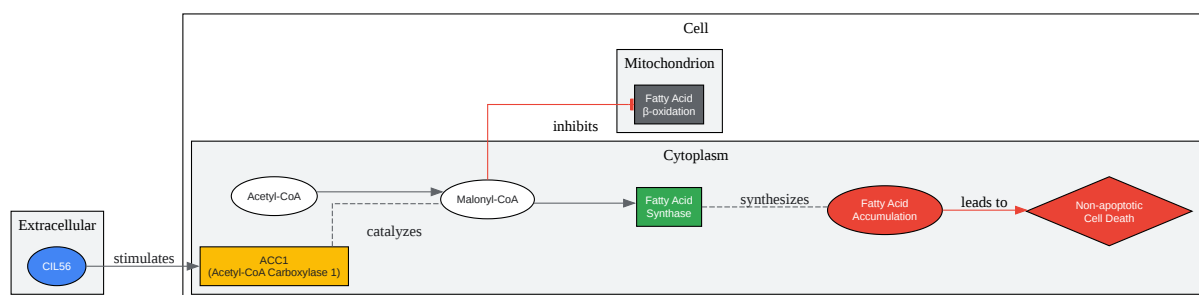 Cell
Mitochondrion
Fatty Acid
β-oxidation
inhibits
Cytoplasm
Acetyl-CoA
Malonyl-CoA
Fatty Acid
Synthase
synthesizes
Fatty Acid
Accumulation
leads to
Non-apoptotic
Cell Death
catalyzes
Extracellular
CIL56
stimulates
ACC1
(Acetyl-CoA Carboxylase 1)